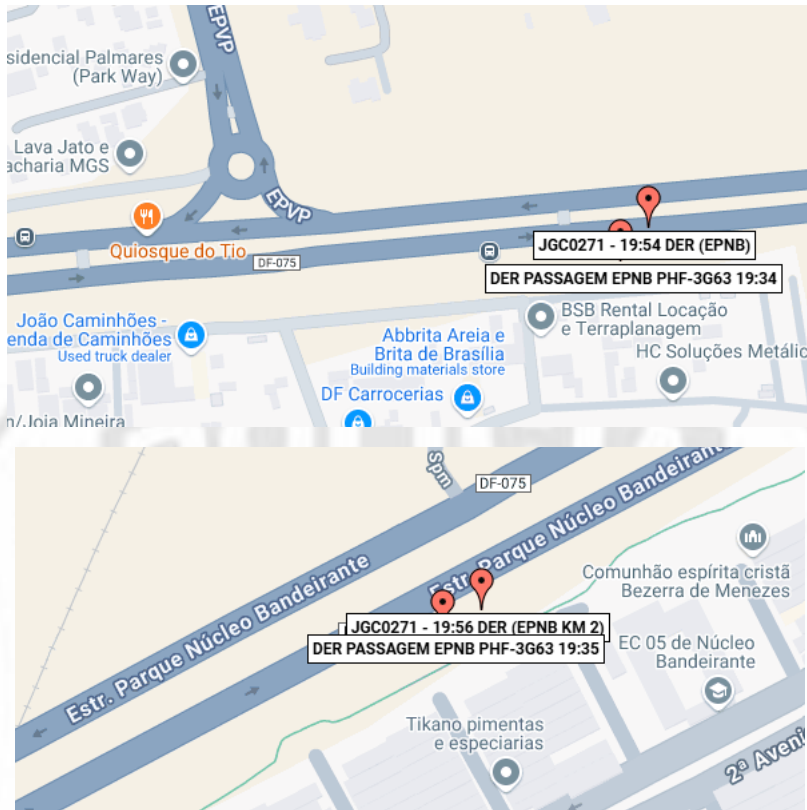 EPVP
sidencial Palmares
(Park Way)
Lava Jato e
acharia MGS
EPVP
Quiosque do Tio
DF-075
JGC0271 - 19:54 DER (EPNB)
DER PASSAGEM EPNB PHF-3G63 19:34
João Caminhões -
enda de Caminhões
Used truck dealer
Abbrita Areia e
Brita de Brasília
Building materials store
BSB Rental Locação
e Terraplanagem
HC Soluções Metálic
DF Carrocerias
n/Joia Mineira
Spm
DF-075
Estr. Parque Núcleo Bandeirante
Estr. Parque Núcleo Bandeirante
Comunhão espírita cristã
Bezerra de Menezes
JGC0271 - 19:56 DER (EPNB KM 2)
DER PASSAGEM EPNB PHF-3G63 19:35
EC 05 de Núcleo
Bandeirante
Tikano pimentas
e especiarias
2ª Aveni